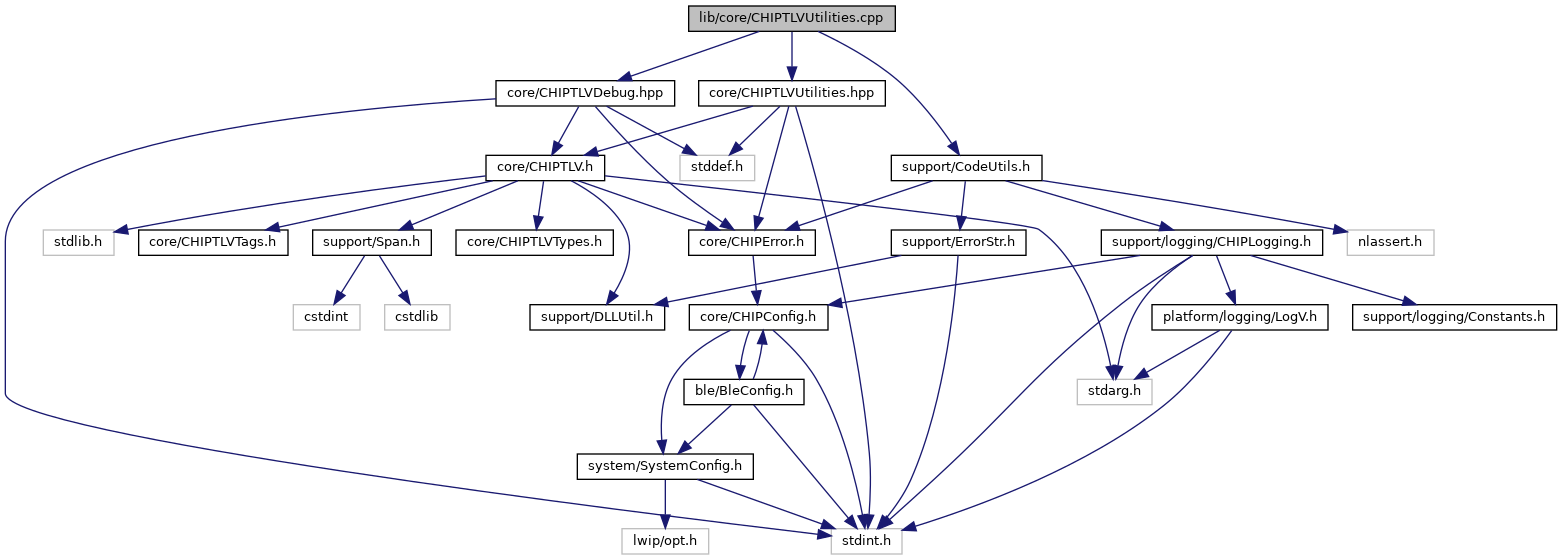 lib/core/CHIPTLVUtilities.cpp
core/CHIPTLVDebug.hpp
core/CHIPTLVUtilities.hpp
core/CHIPTLV.h
stddef.h
support/CodeUtils.h
stdlib.h
core/CHIPTLVTags.h
support/Span.h
core/CHIPTLVTypes.h
core/CHIPError.h
support/ErrorStr.h
support/logging/CHIPLogging.h
nlassert.h
cstdint
cstdlib
support/DLLUtil.h
core/CHIPConfig.h
platform/logging/LogV.h
support/logging/Constants.h
ble/BleConfig.h
stdarg.h
system/SystemConfig.h
lwip/opt.h
stdint.h